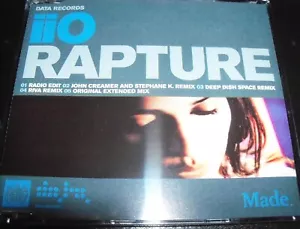 DATA RECORDS
iiO
RAPTURE
01 RADIO EDIT 02 JOHN CREAMER AND STEPHANE K. REMIX 03 DEEP DISH SPACE REMIX
04 RIVA REMIX 05 ORIGINAL EXTENDED MIX
Made.